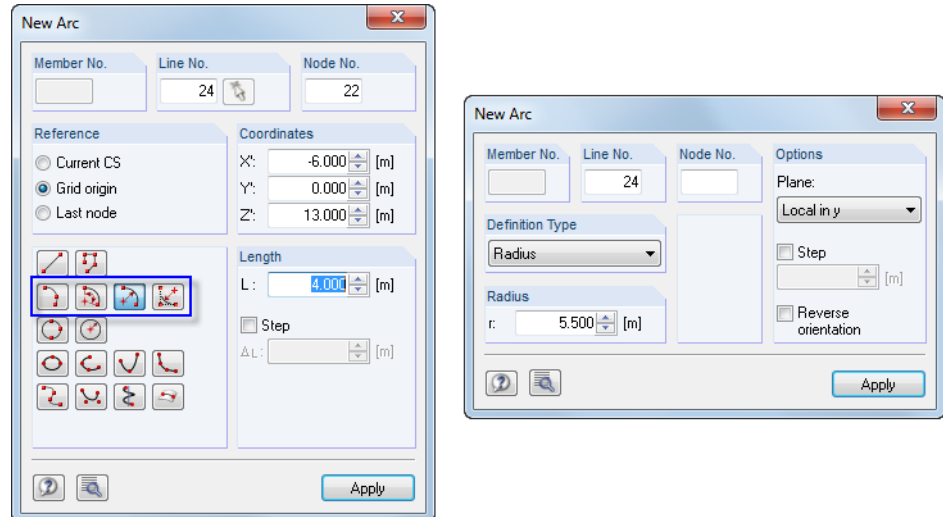 New Arc
Member No.
Line No.
Node No.
24
22
Reference
Current CS
Grid origin
Last node
Coordinates
X':
-6.000
[m]
Y':
0.000
[m]
Z':
13.000
[m]
Length
L :
4.000
[m]
Step
ΔL:
[m]
Apply
New Arc
Member No.
Line No.
Node No.
24
Options
Plane:
Local in y
Definition Type
Radius
Step
[m]
Radius
r:
5.500
[m]
Reverse
orientation
Apply